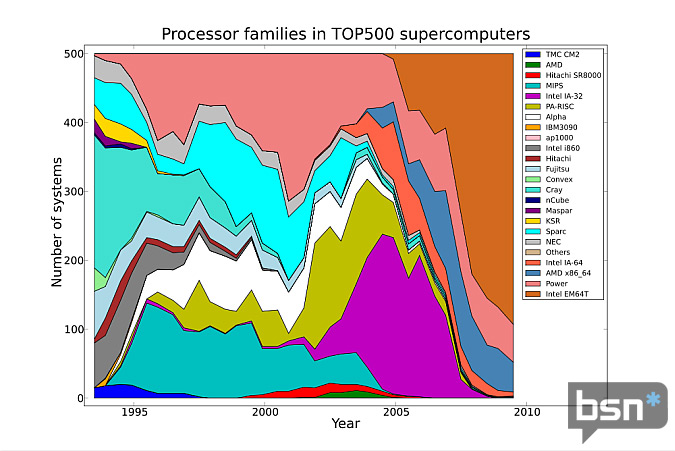 Processor families in TOP500 supercomputers
Number of systems
500
400
300
200
100
0
1995
2000
2005
2010
Year
TMC CM2
AMD
Hitachi SR8000
MIPS
Intel IA-32
PA-RISC
Alpha
IBM3090
ap1000
Intel i860
Hitachi
Fujitsu
Convex
Cray
nCube
Maspar
KSR
Sparc
NEC
Others
Intel IA-64
AMD x86_64
Power
Intel EM64T
bsn*